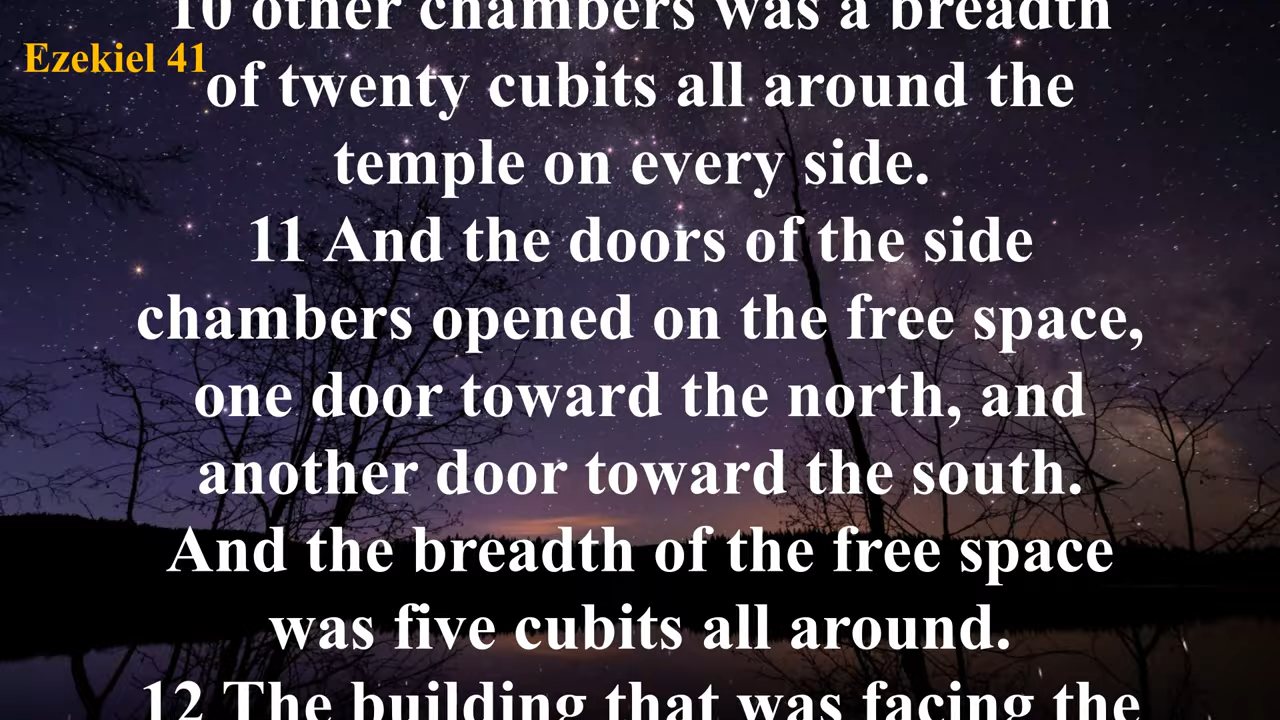 10 other chambers was a breadth
Ezekiel 41
of twenty cubits all around the
temple on every side.
11 And the doors of the side
chambers opened on the free space,
one door toward the north, and
another door toward the south.
And the breadth of the free space
was five cubits all around.
12 The building that was facing the